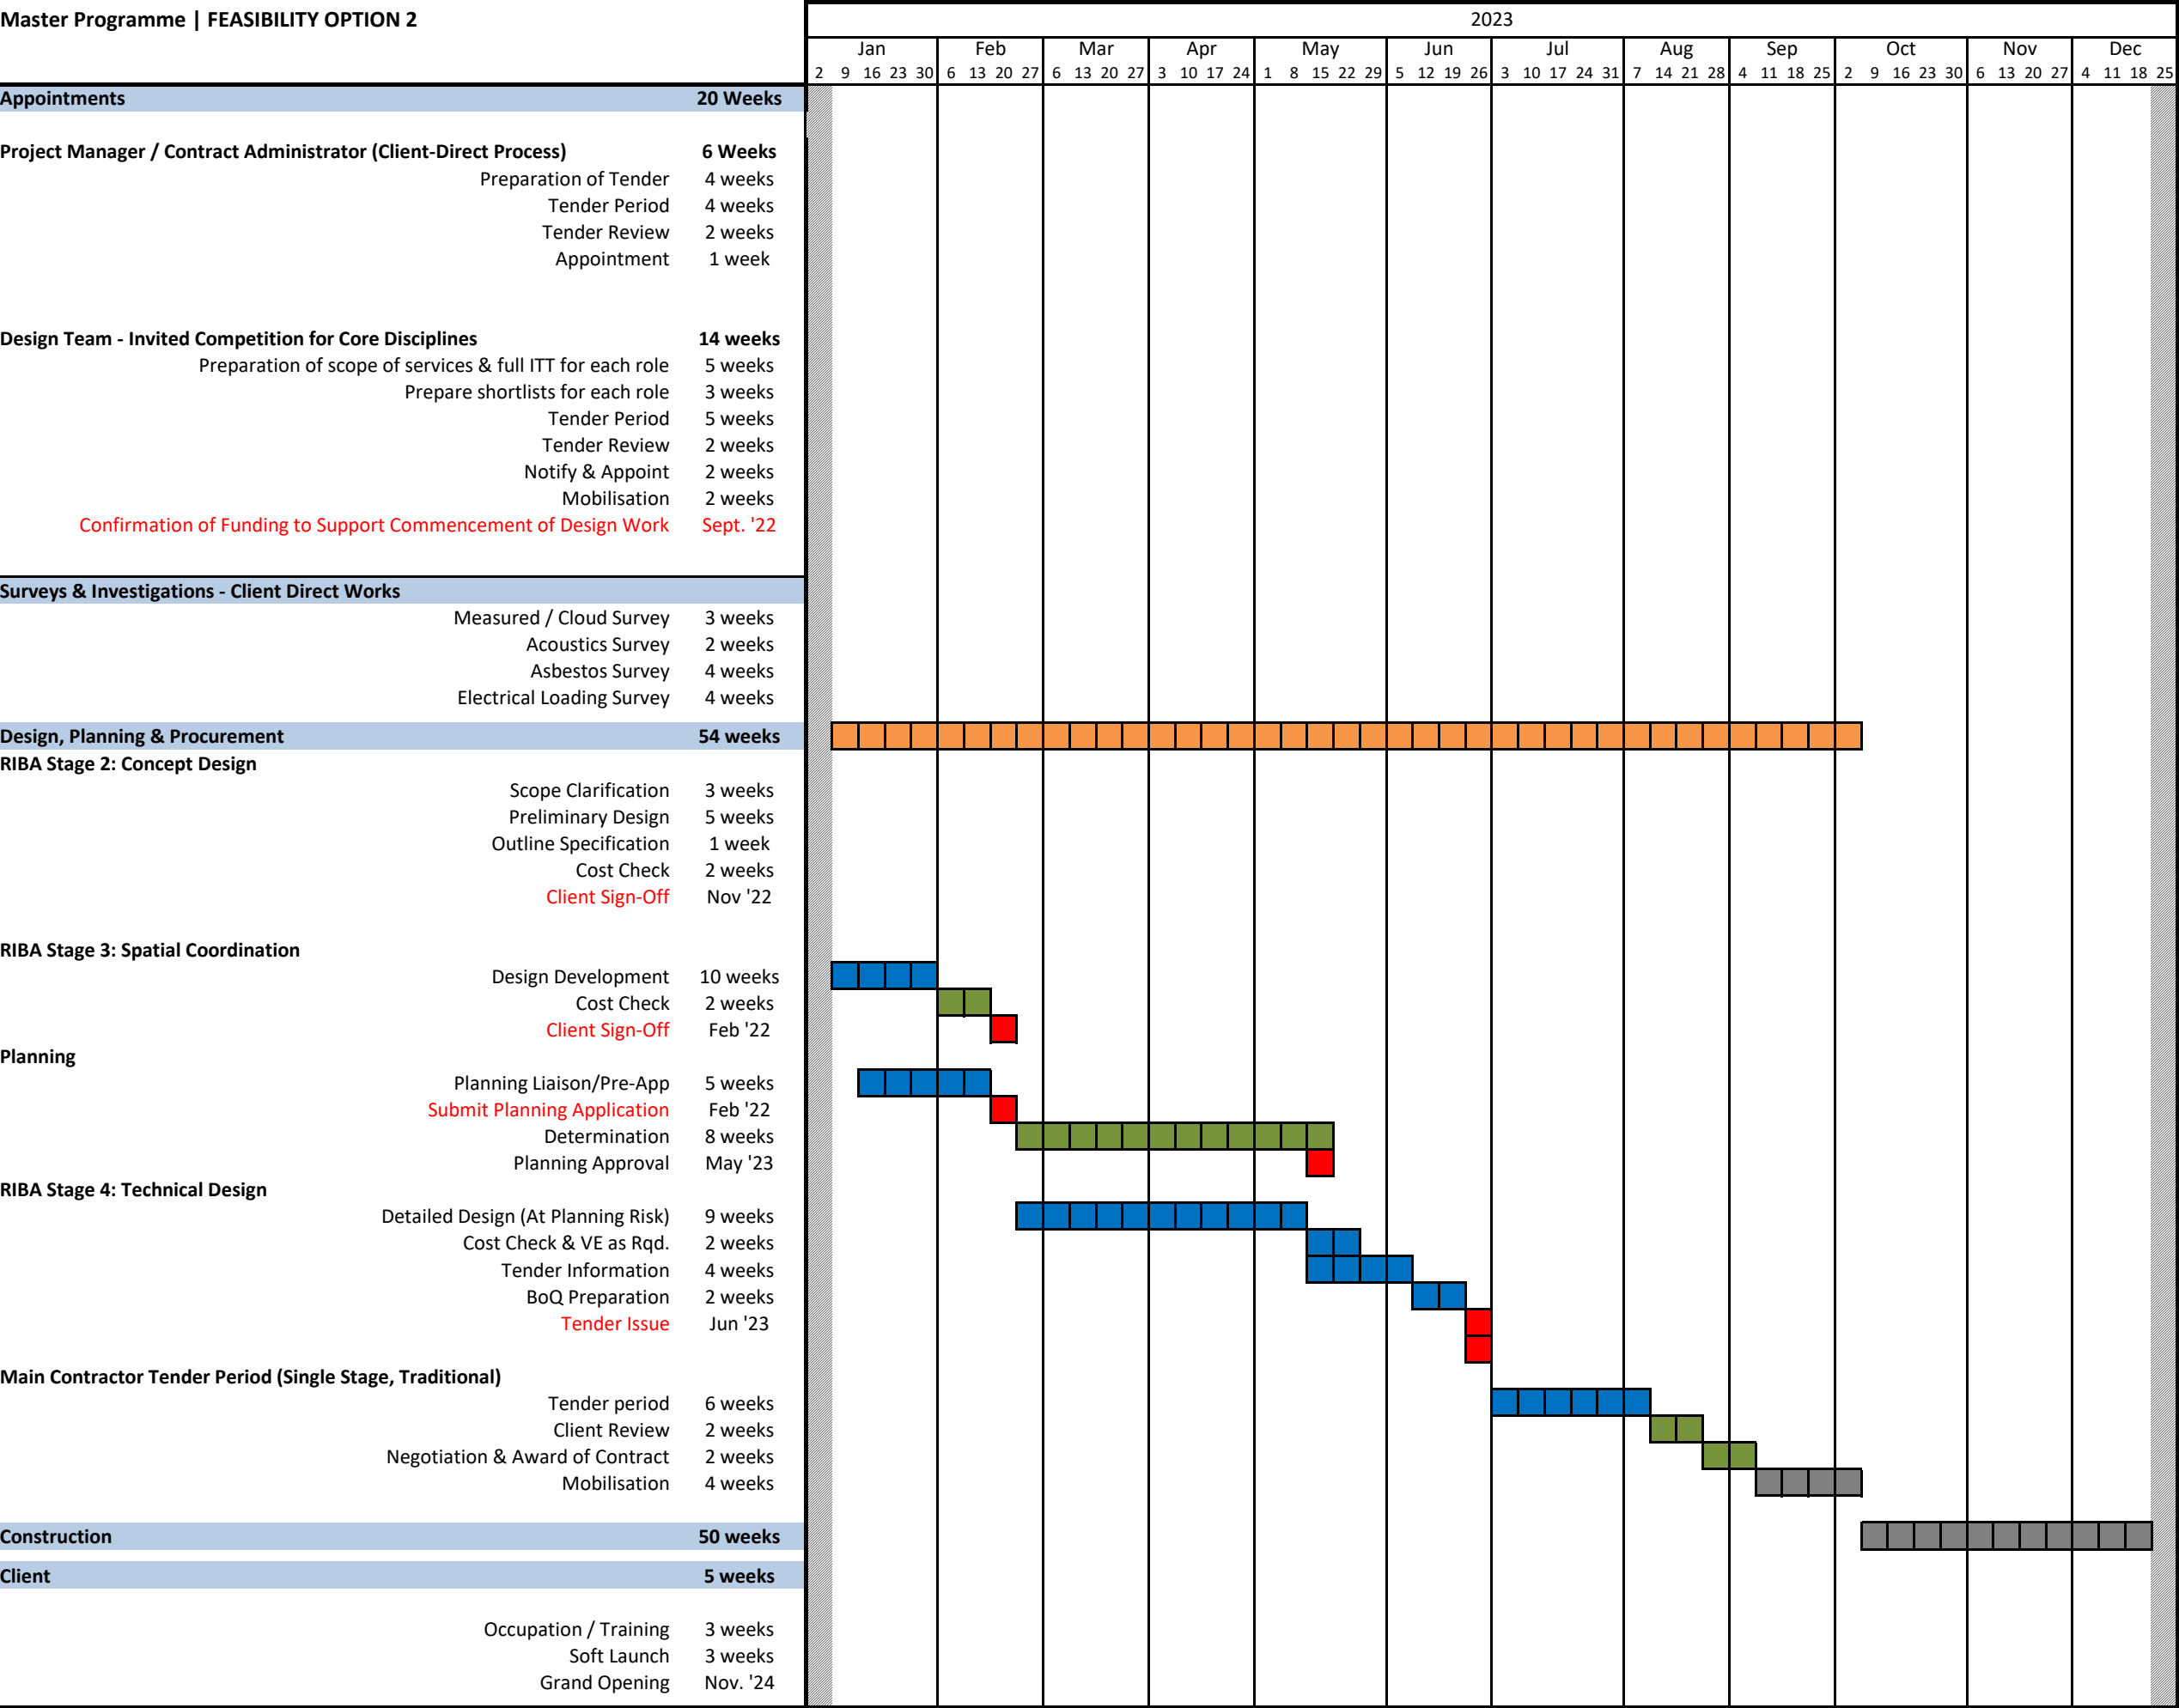 Master Programme | FEASIBILITY OPTION 2
2023
Jan Feb Mar Apr May Jun Jul Aug Sep Oct Nov Dec
2 9 16 23 30 6 13 20 27 6 13 20 27 3 10 17 24 1 8 15 22 29 5 12 19 26 3 10 17 24 31 7 14 21 28 4 11 18 25 2 9 16 23 30 6 13 20 27 4 11 18 25
Appointments 20 Weeks
Project Manager / Contract Administrator (Client-Direct Process) 6 Weeks
Preparation of Tender 4 weeks
Tender Period 4 weeks
Tender Review 2 weeks
Appointment 1 week
Design Team - Invited Competition for Core Disciplines 14 weeks
Preparation of scope of services & full ITT for each role 5 weeks
Prepare shortlists for each role 3 weeks
Tender Period 5 weeks
Tender Review 2 weeks
Notify & Appoint 2 weeks
Mobilisation 2 weeks
Confirmation of Funding to Support Commencement of Design Work Sept. '22
Surveys & Investigations - Client Direct Works
Measured / Cloud Survey 3 weeks
Acoustics Survey 2 weeks
Asbestos Survey 4 weeks
Electrical Loading Survey 4 weeks
Design, Planning & Procurement 54 weeks
RIBA Stage 2: Concept Design
Scope Clarification 3 weeks
Preliminary Design 5 weeks
Outline Specification 1 week
Cost Check 2 weeks
Client Sign-Off Nov '22
RIBA Stage 3: Spatial Coordination
Design Development 10 weeks
Cost Check 2 weeks
Client Sign-Off Feb '22
Planning
Planning Liaison/Pre-App 5 weeks
Submit Planning Application Feb '22
Determination 8 weeks
Planning Approval May '23
RIBA Stage 4: Technical Design
Detailed Design (At Planning Risk) 9 weeks
Cost Check & VE as Rqd. 2 weeks
Tender Information 4 weeks
BoQ Preparation 2 weeks
Tender Issue Jun '23
Main Contractor Tender Period (Single Stage, Traditional)
Tender period 6 weeks
Client Review 2 weeks
Negotiation & Award of Contract 2 weeks
Mobilisation 4 weeks
Construction 50 weeks
Client 5 weeks
Occupation / Training 3 weeks
Soft Launch 3 weeks
Grand Opening Nov. '24